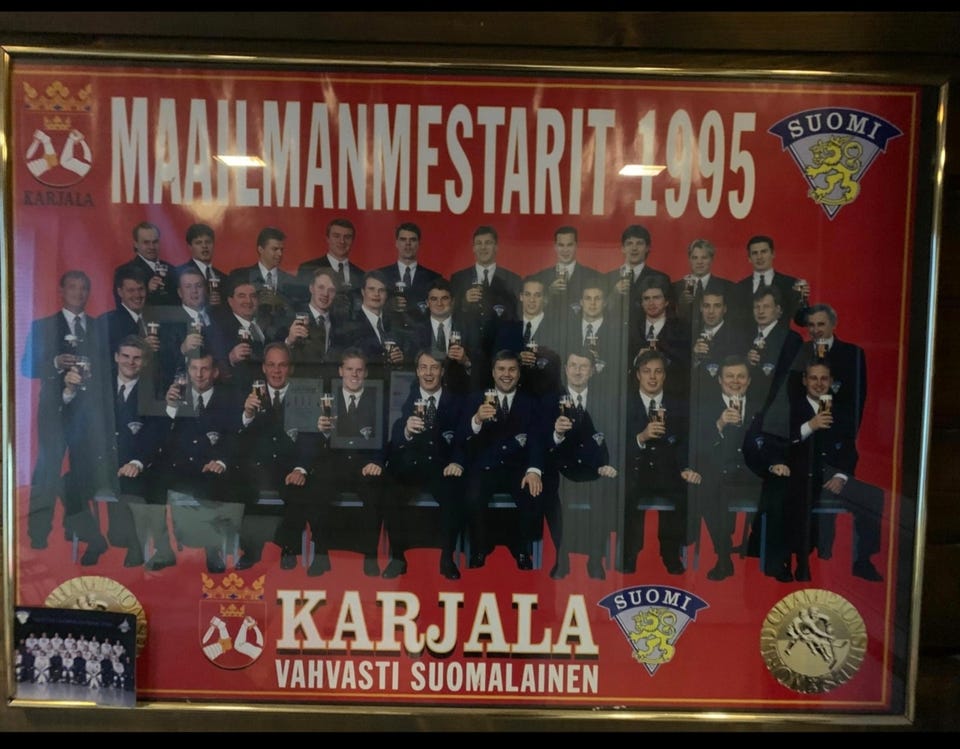 MAAILMANMESTARIT 1995
KARJALA
SUOMI
KARJALA
SUOMI
VAHVASTI SUOMALAINEN